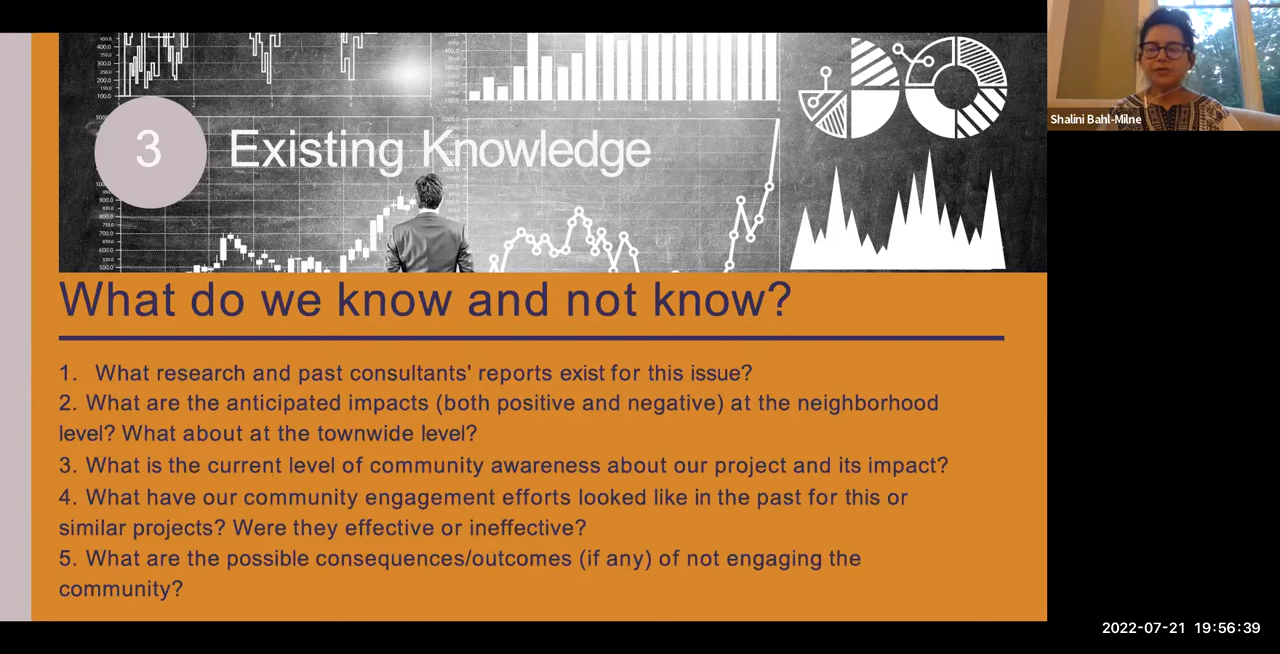 3
Existing Knowledge
What do we know and not know?
1. What research and past consultants' reports exist for this issue?
2. What are the anticipated impacts (both positive and negative) at the neighborhood
level? What about at the townwide level?
3. What is the current level of community awareness about our project and its impact?
4. What have our community engagement efforts looked like in the past for this or
similar projects? Were they effective or ineffective?
5. What are the possible consequences/outcomes (if any) of not engaging the
community?
Shalini Bahl-Milne
2022-07-21 19:56:39